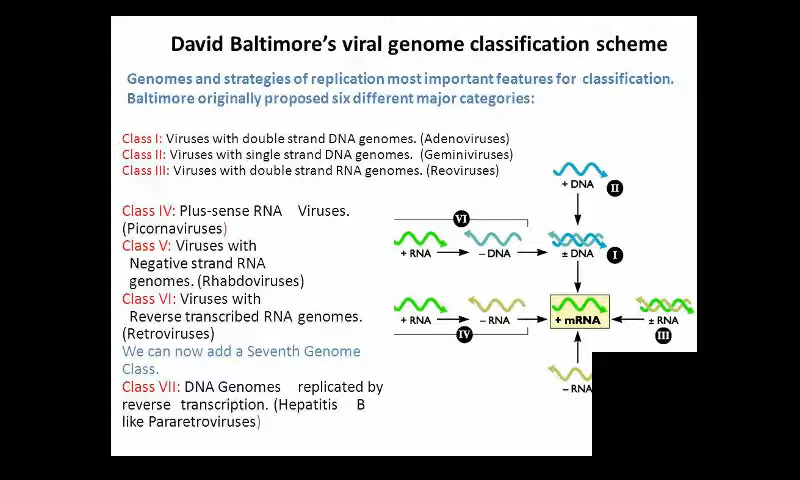 David Baltimore's viral genome classification scheme
Genomes and strategies of replication most important features for classification.
Baltimore originally proposed six different major categories:
Class I: Viruses with double strand DNA genomes. (Adenoviruses)
Class II: Viruses with single strand DNA genomes. (Geminiviruses)
Class III: Viruses with double strand RNA genomes. (Reoviruses)
Class IV: Plus-sense RNA Viruses.
(Picornaviruses)
Class V: Viruses with
Negative strand RNA
genomes. (Rhabdoviruses)
Class VI: Viruses with
Reverse transcribed RNA genomes.
(Retroviruses)
We can now add a Seventh Genome
Class.
Class VII: DNA Genomes replicated by
reverse transcription. (Hepatitis B
like Pararetroviruses)
+ DNA
II
VI
+ RNA
– DNA
± DNA
I
+ RNA
– RNA
+ mRNA
± RNA
IV
III
– RNA